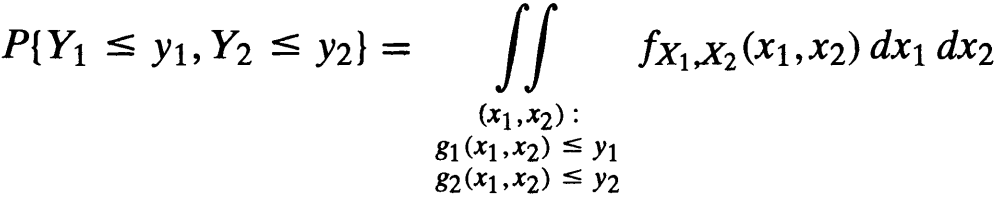 P{Y₁ ≤ y₁, Y₂ ≤ y₂} = ∬ f_{X₁,X₂}(x₁,x₂) dx₁ dx₂
(x₁,x₂) :
g₁(x₁,x₂) ≤ y₁
g₂(x₁,x₂) ≤ y₂